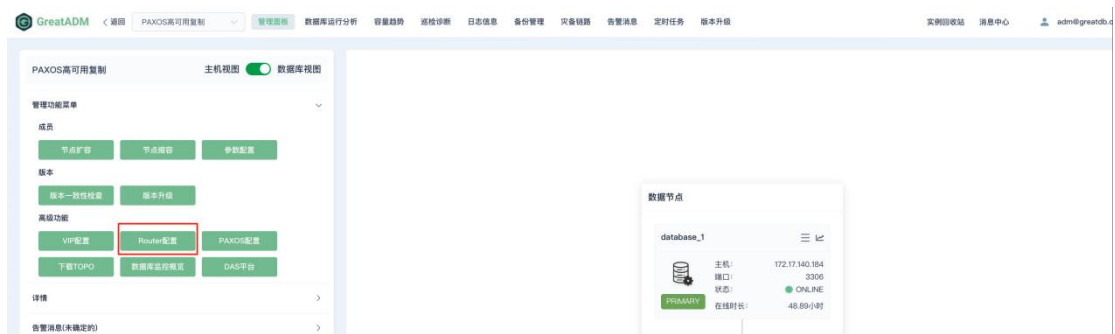 GreatADM <返回 PAXOS高可用复制 管理面板 数据库运行分析 容量趋势 巡检诊断 日志信息 备份管理 灾备链路 告警消息 定时任务 版本升级 实例回收站 消息中心 adm@greatdb.c
PAXOS高可用复制 主机视图 数据库视图
管理功能菜单
成员
节点扩容 节点缩容 参数配置
版本
版本一致性检查 版本升级
高级功能
VIP配置 Router配置 PAXOS配置
下载TOPO 数据库监控概览 DAS平台
详情
告警消息(未确定的)
数据节点
database_1
主机: 172.17.140.184
端口: 3306
状态: ONLINE
PRIMARY 在线时长: 48.89小时